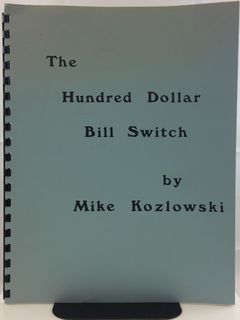 The
Hundred Dollar
Bill Switch
by
Mike Kozlowski